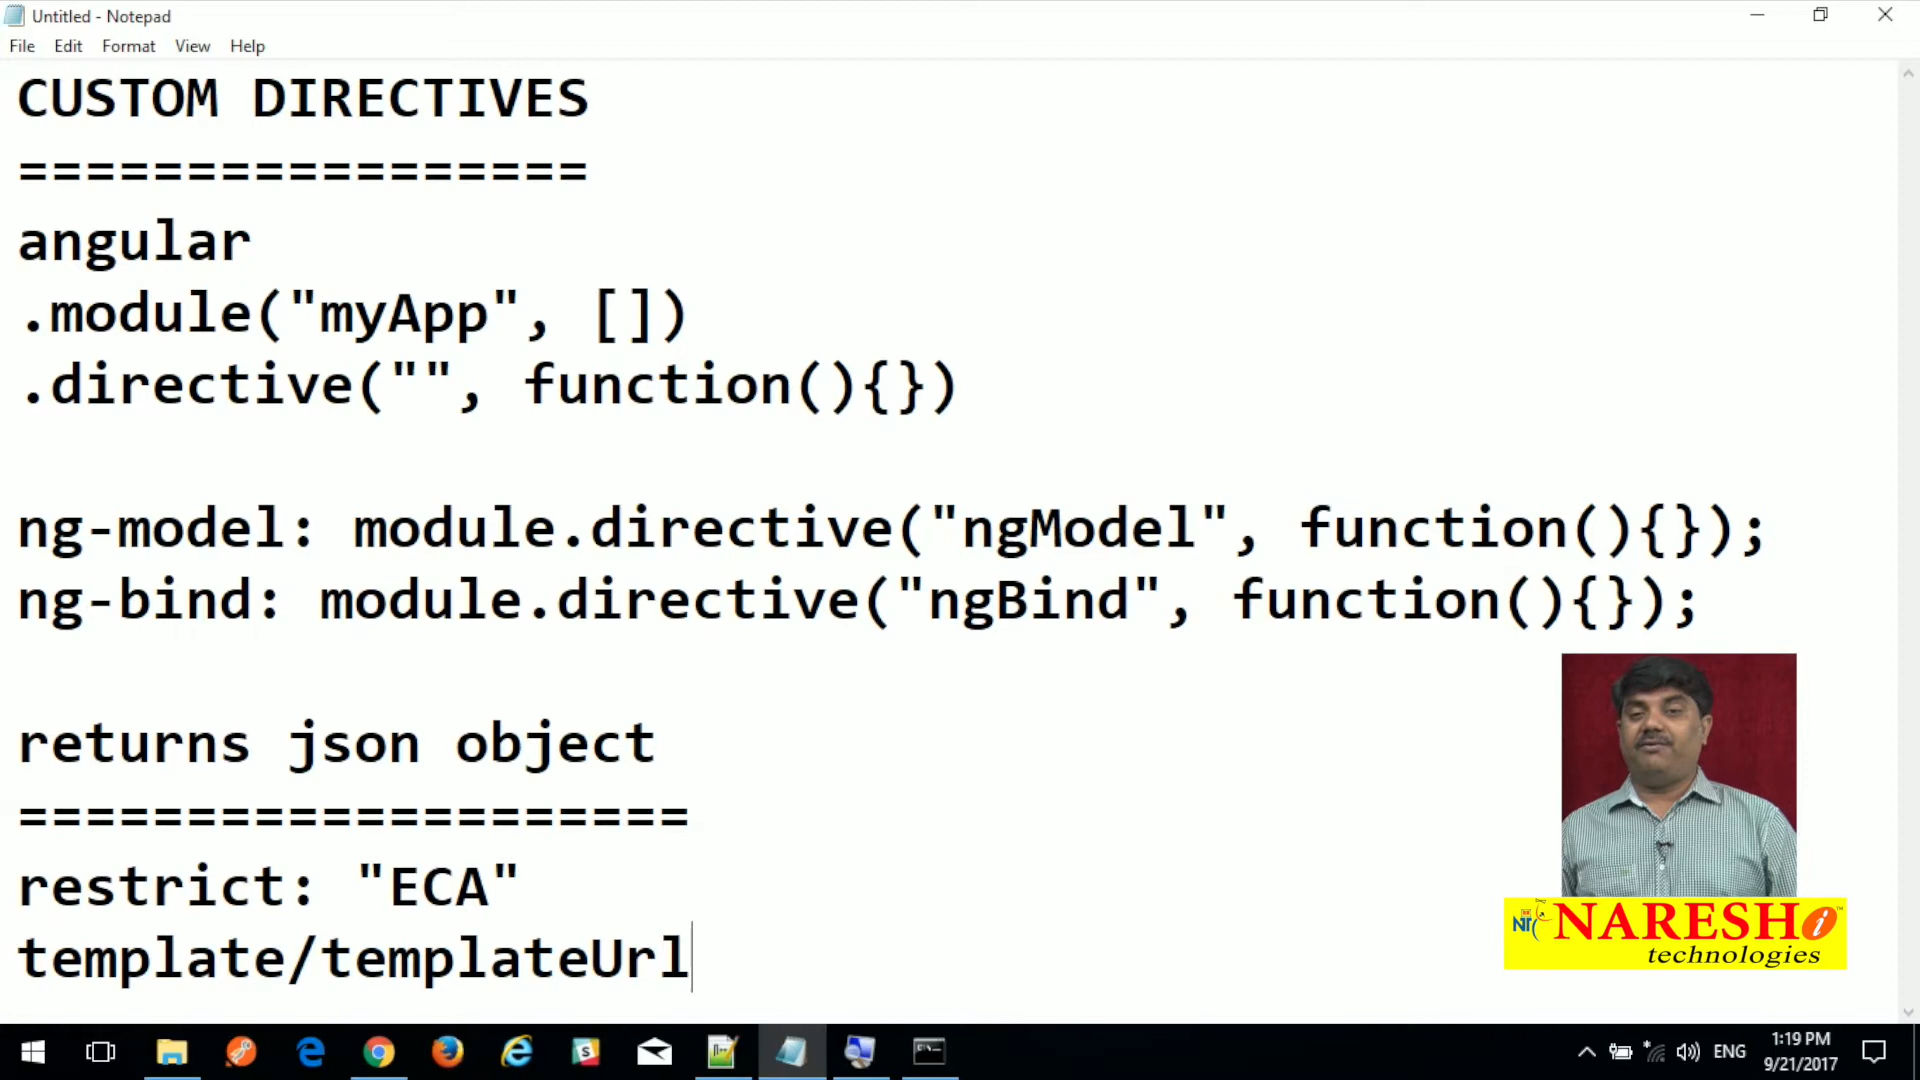 Untitled - Notepad
File Edit Format View Help
CUSTOM DIRECTIVES
=================
angular
.module("myApp", [])
.directive("", function(){})
ng-model: module.directive("ngModel", function(){});
ng-bind: module.directive("ngBind", function(){});
returns json object
====================
restrict: "ECA"
template/templateUrl
NARESH i
technologies
ENG
1:19 PM
9/21/2017